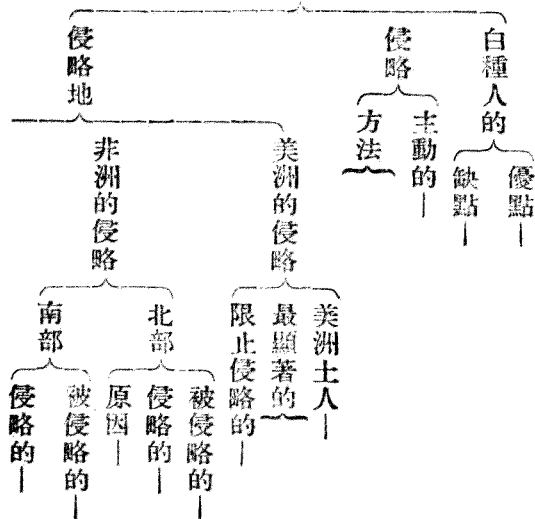 白種人的
優點
缺點
侵略
主動的
方法
侵略地
美洲的侵略
美洲土人
最顯著的
限止侵略的
非洲的侵略
北部
被侵略的
侵略的
原因
南部
被侵略的
侵略的